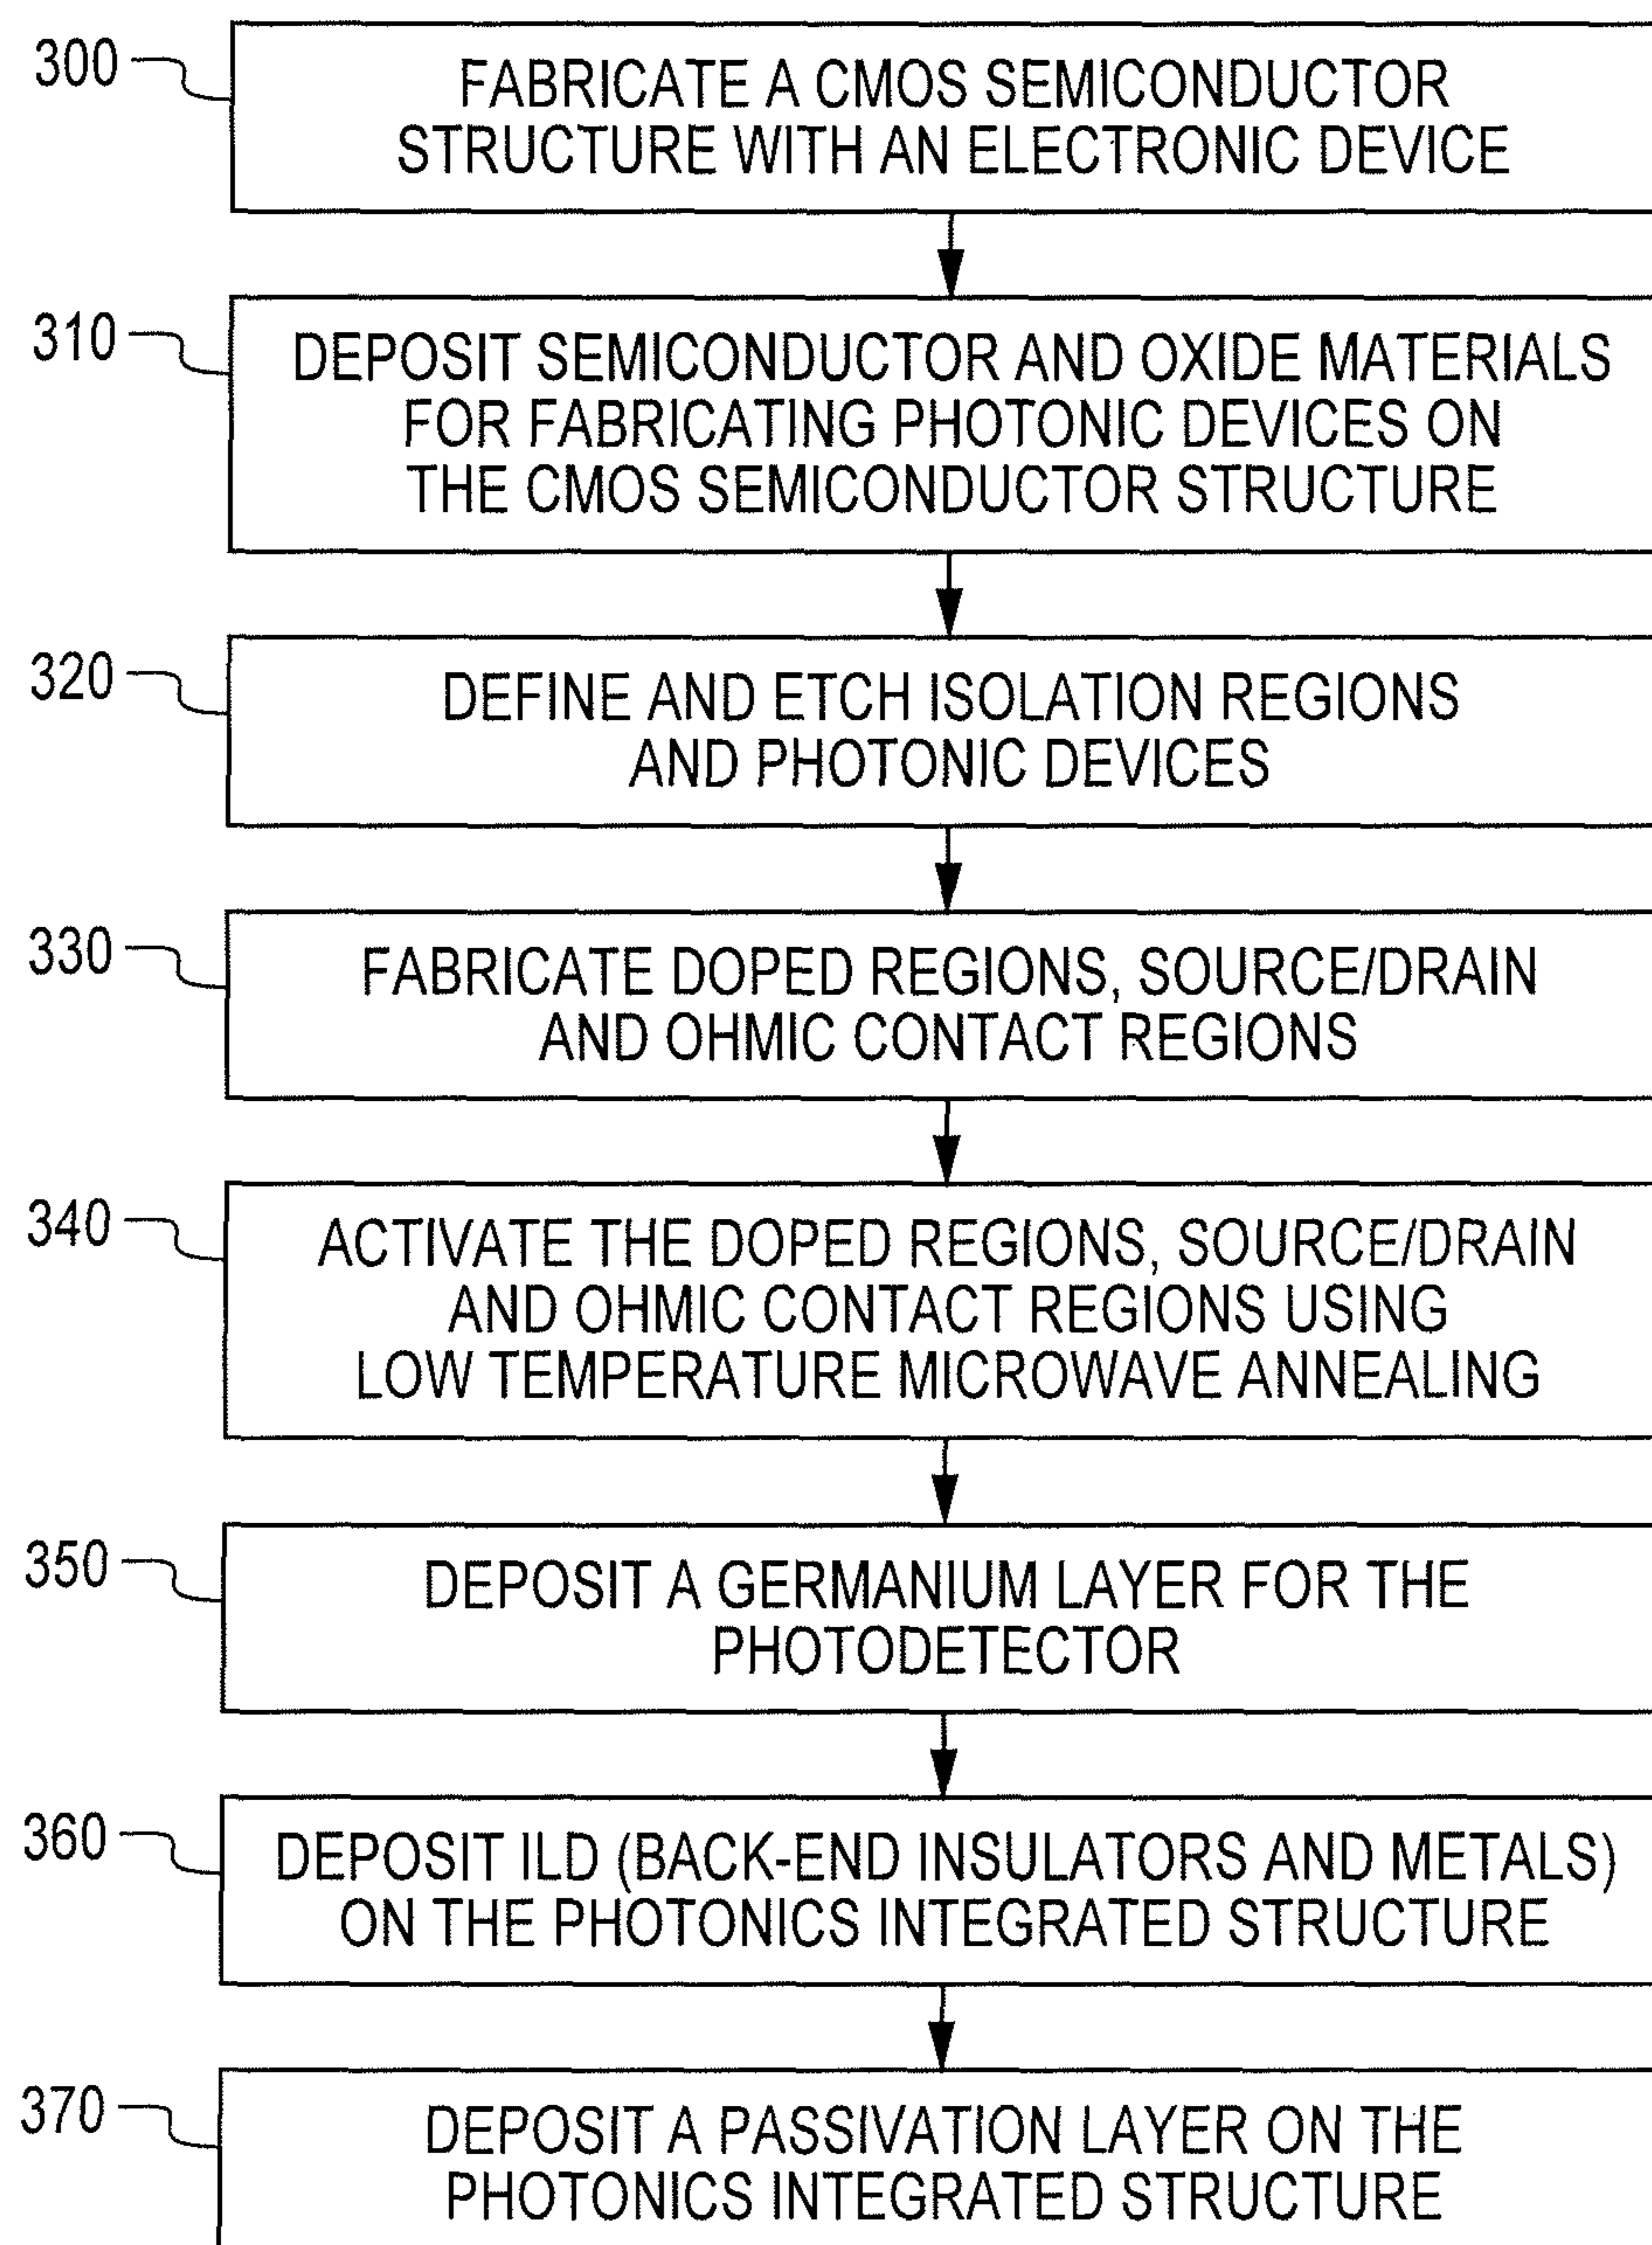 300
FABRICATE A CMOS SEMICONDUCTOR
STRUCTURE WITH AN ELECTRONIC DEVICE
310
DEPOSIT SEMICONDUCTOR AND OXIDE MATERIALS
FOR FABRICATING PHOTONIC DEVICES ON
THE CMOS SEMICONDUCTOR STRUCTURE
320
DEFINE AND ETCH ISOLATION REGIONS
AND PHOTONIC DEVICES
330
FABRICATE DOPED REGIONS, SOURCE/DRAIN
AND OHMIC CONTACT REGIONS
340
ACTIVATE THE DOPED REGIONS, SOURCE/DRAIN
AND OHMIC CONTACT REGIONS USING
LOW TEMPERATURE MICROWAVE ANNEALING
350
DEPOSIT A GERMANIUM LAYER FOR THE
PHOTODETECTOR
360
DEPOSIT ILD (BACK-END INSULATORS AND METALS)
ON THE PHOTONICS INTEGRATED STRUCTURE
370
DEPOSIT A PASSIVATION LAYER ON THE
PHOTONICS INTEGRATED STRUCTURE